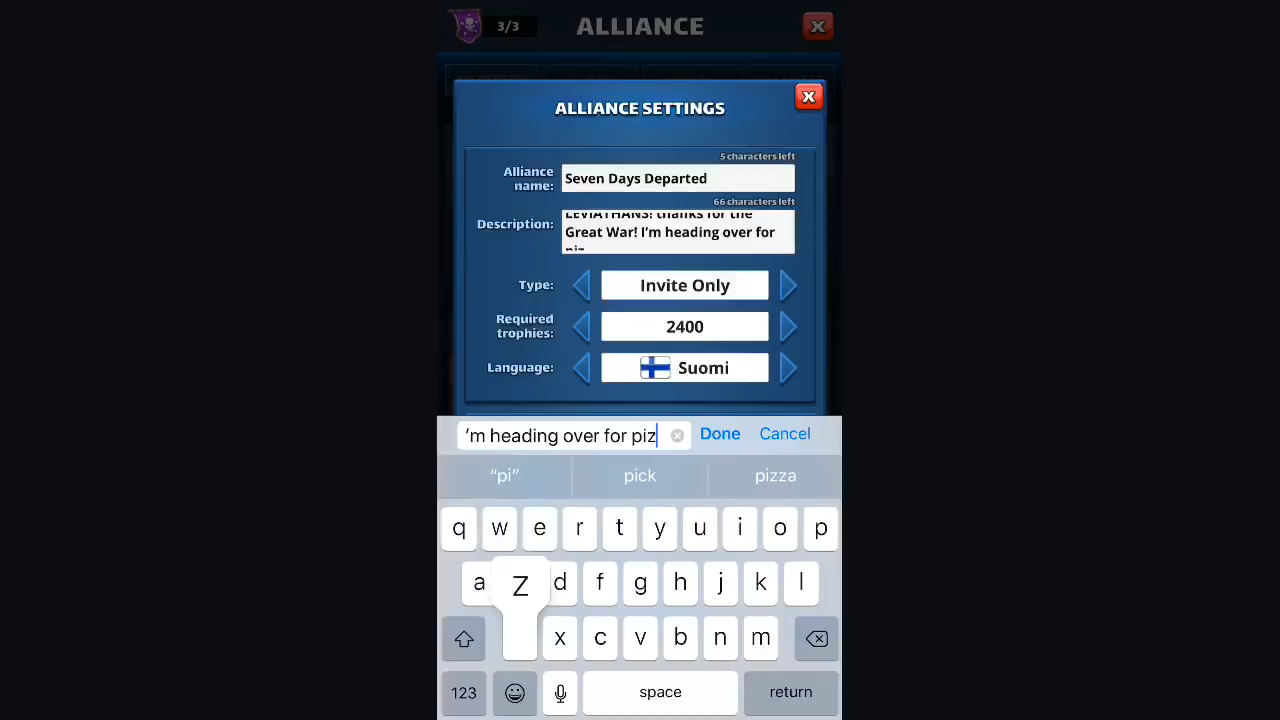 3/3
ALLIANCE
ALLIANCE SETTINGS
5 characters left
Alliance name:
Seven Days Departed
66 characters left
Description:
LEVIATHANS! thanks for the
Great War! I'm heading over for
piz
Type:
Invite Only
Required trophies:
2400
Language:
Suomi
'm heading over for piz
Done
Cancel
“pi”
pick
pizza
q w e r t y u i o p
a Z d f g h j k l
x c v b n m
123
space
return